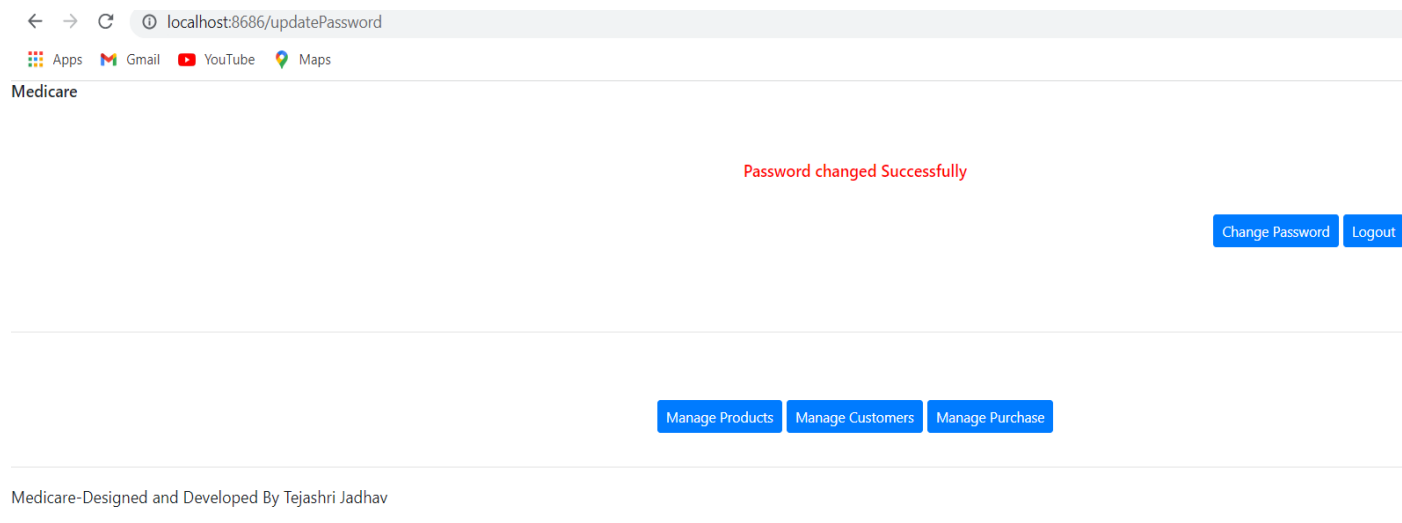 localhost:8686/updatePassword
Apps Gmail YouTube Maps
Medicare
Password changed Successfully
Change Password Logout
Manage Products Manage Customers Manage Purchase
Medicare-Designed and Developed By Tejashri Jadhav